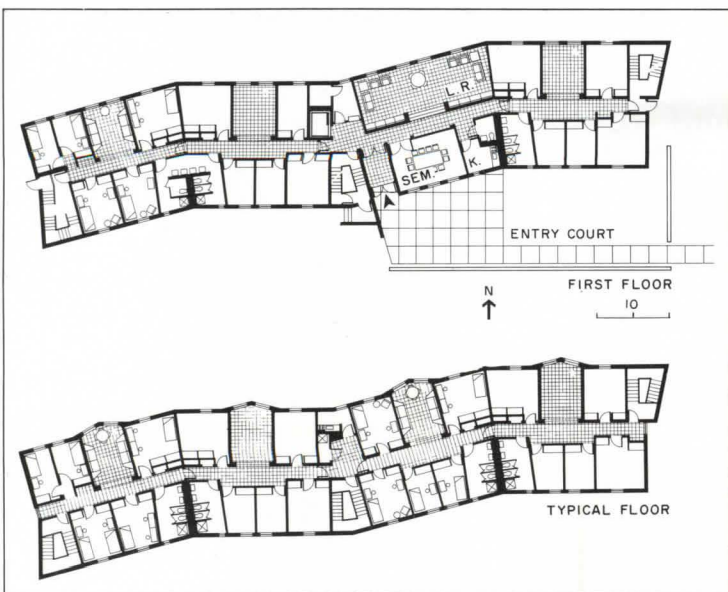 L.R.
SEM.
K.
ENTRY COURT
FIRST FLOOR
N
10
TYPICAL FLOOR